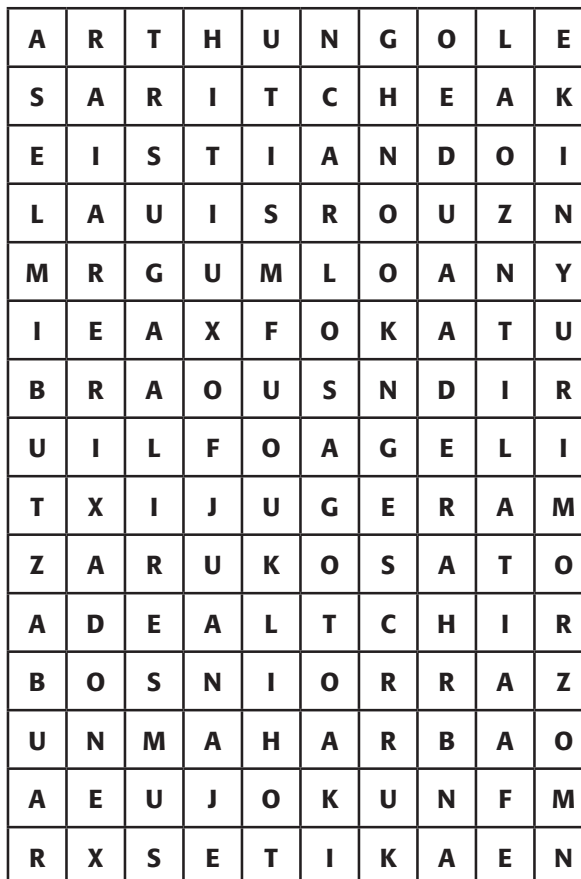 A R T H U N G O L E
S A R I T C H E A K
E I S T I A N D O I
L A U I S R O U Z N
M R G U M L O A N Y
I E A X F O K A T U
B R A O U S N D I R
U I L F O A G E L I
T X I J U G E R A M
Z A R U K O S A T O
A D E A L T C H I R
B O S N I O R R A Z
U N M A H A R B A O
A E U J O K U N F M
R X S E T I K A E N